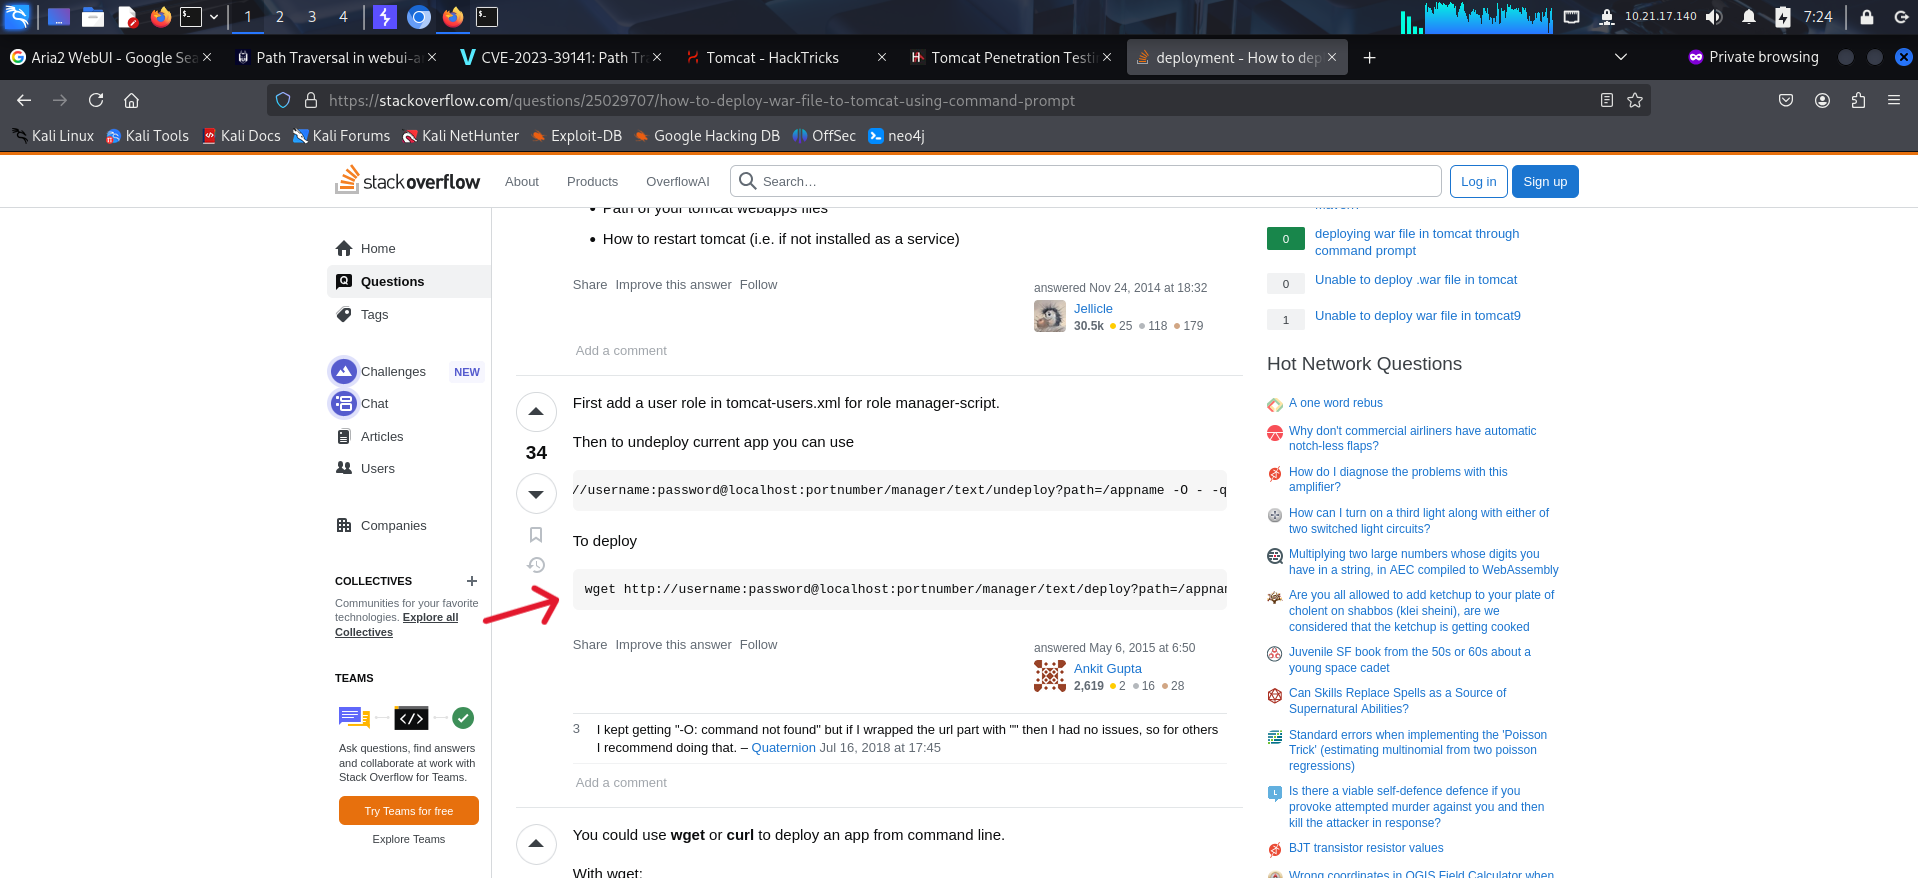 1 2 3 4
10.21.17.140 7:24
Aria2 WebUI - Google Sea
Path Traversal in webui-a
CVE-2023-39141: Path Tra
Tomcat - HackTricks
Tomcat Penetration Testi
deployment - How to dep
Private browsing
https://stackoverflow.com/questions/25029707/how-to-deploy-war-file-to-tomcat-using-command-prompt
Kali Linux Kali Tools Kali Docs Kali Forums Kali NetHunter Exploit-DB Google Hacking DB OffSec neo4j
stackoverflow About Products OverflowAI Search… Log in Sign up
Home
Questions
Tags
Challenges NEW
Chat
Articles
Users
Companies
COLLECTIVES
Communities for your favorite
technologies. Explore all
Collectives
TEAMS
Ask questions, find answers
and collaborate at work with
Stack Overflow for Teams.
Try Teams for free
Explore Teams
Path of your tomcat webapps files
How to restart tomcat (i.e. if not installed as a service)
Share Improve this answer Follow
answered Nov 24, 2014 at 18:32
Jellicle
30.5k 25 118 179
Add a comment
34
First add a user role in tomcat-users.xml for role manager-script.
Then to undeploy current app you can use
//username:password@localhost:portnumber/manager/text/undeploy?path=/appname -O - -q
To deploy
wget http://username:password@localhost:portnumber/manager/text/deploy?path=/appnam
Share Improve this answer Follow
answered May 6, 2015 at 6:50
Ankit Gupta
2,619 2 16 28
3 I kept getting "-O: command not found" but if I wrapped the url part with "" then I had no issues, so for others
I recommend doing that. – Quaternion Jul 16, 2018 at 17:45
Add a comment
You could use wget or curl to deploy an app from command line.
With wget:
0 deploying war file in tomcat through
command prompt
0 Unable to deploy .war file in tomcat
1 Unable to deploy war file in tomcat9
Hot Network Questions
A one word rebus
Why don't commercial airliners have automatic
notch-less flaps?
How do I diagnose the problems with this
amplifier?
How can I turn on a third light along with either of
two switched light circuits?
Multiplying two large numbers whose digits you
have in a string, in AEC compiled to WebAssembly
Are you all allowed to add ketchup to your plate of
cholent on shabbos (klei sheini), are we
considered that the ketchup is getting cooked
Juvenile SF book from the 50s or 60s about a
young space cadet
Can Skills Replace Spells as a Source of
Supernatural Abilities?
Standard errors when implementing the 'Poisson
Trick' (estimating multinomial from two poisson
regressions)
Is there a viable self-defence defence if you
provoke attempted murder against you and then
kill the attacker in response?
BJT transistor resistor values
Wrong coordinates in QGIS Field Calculator when